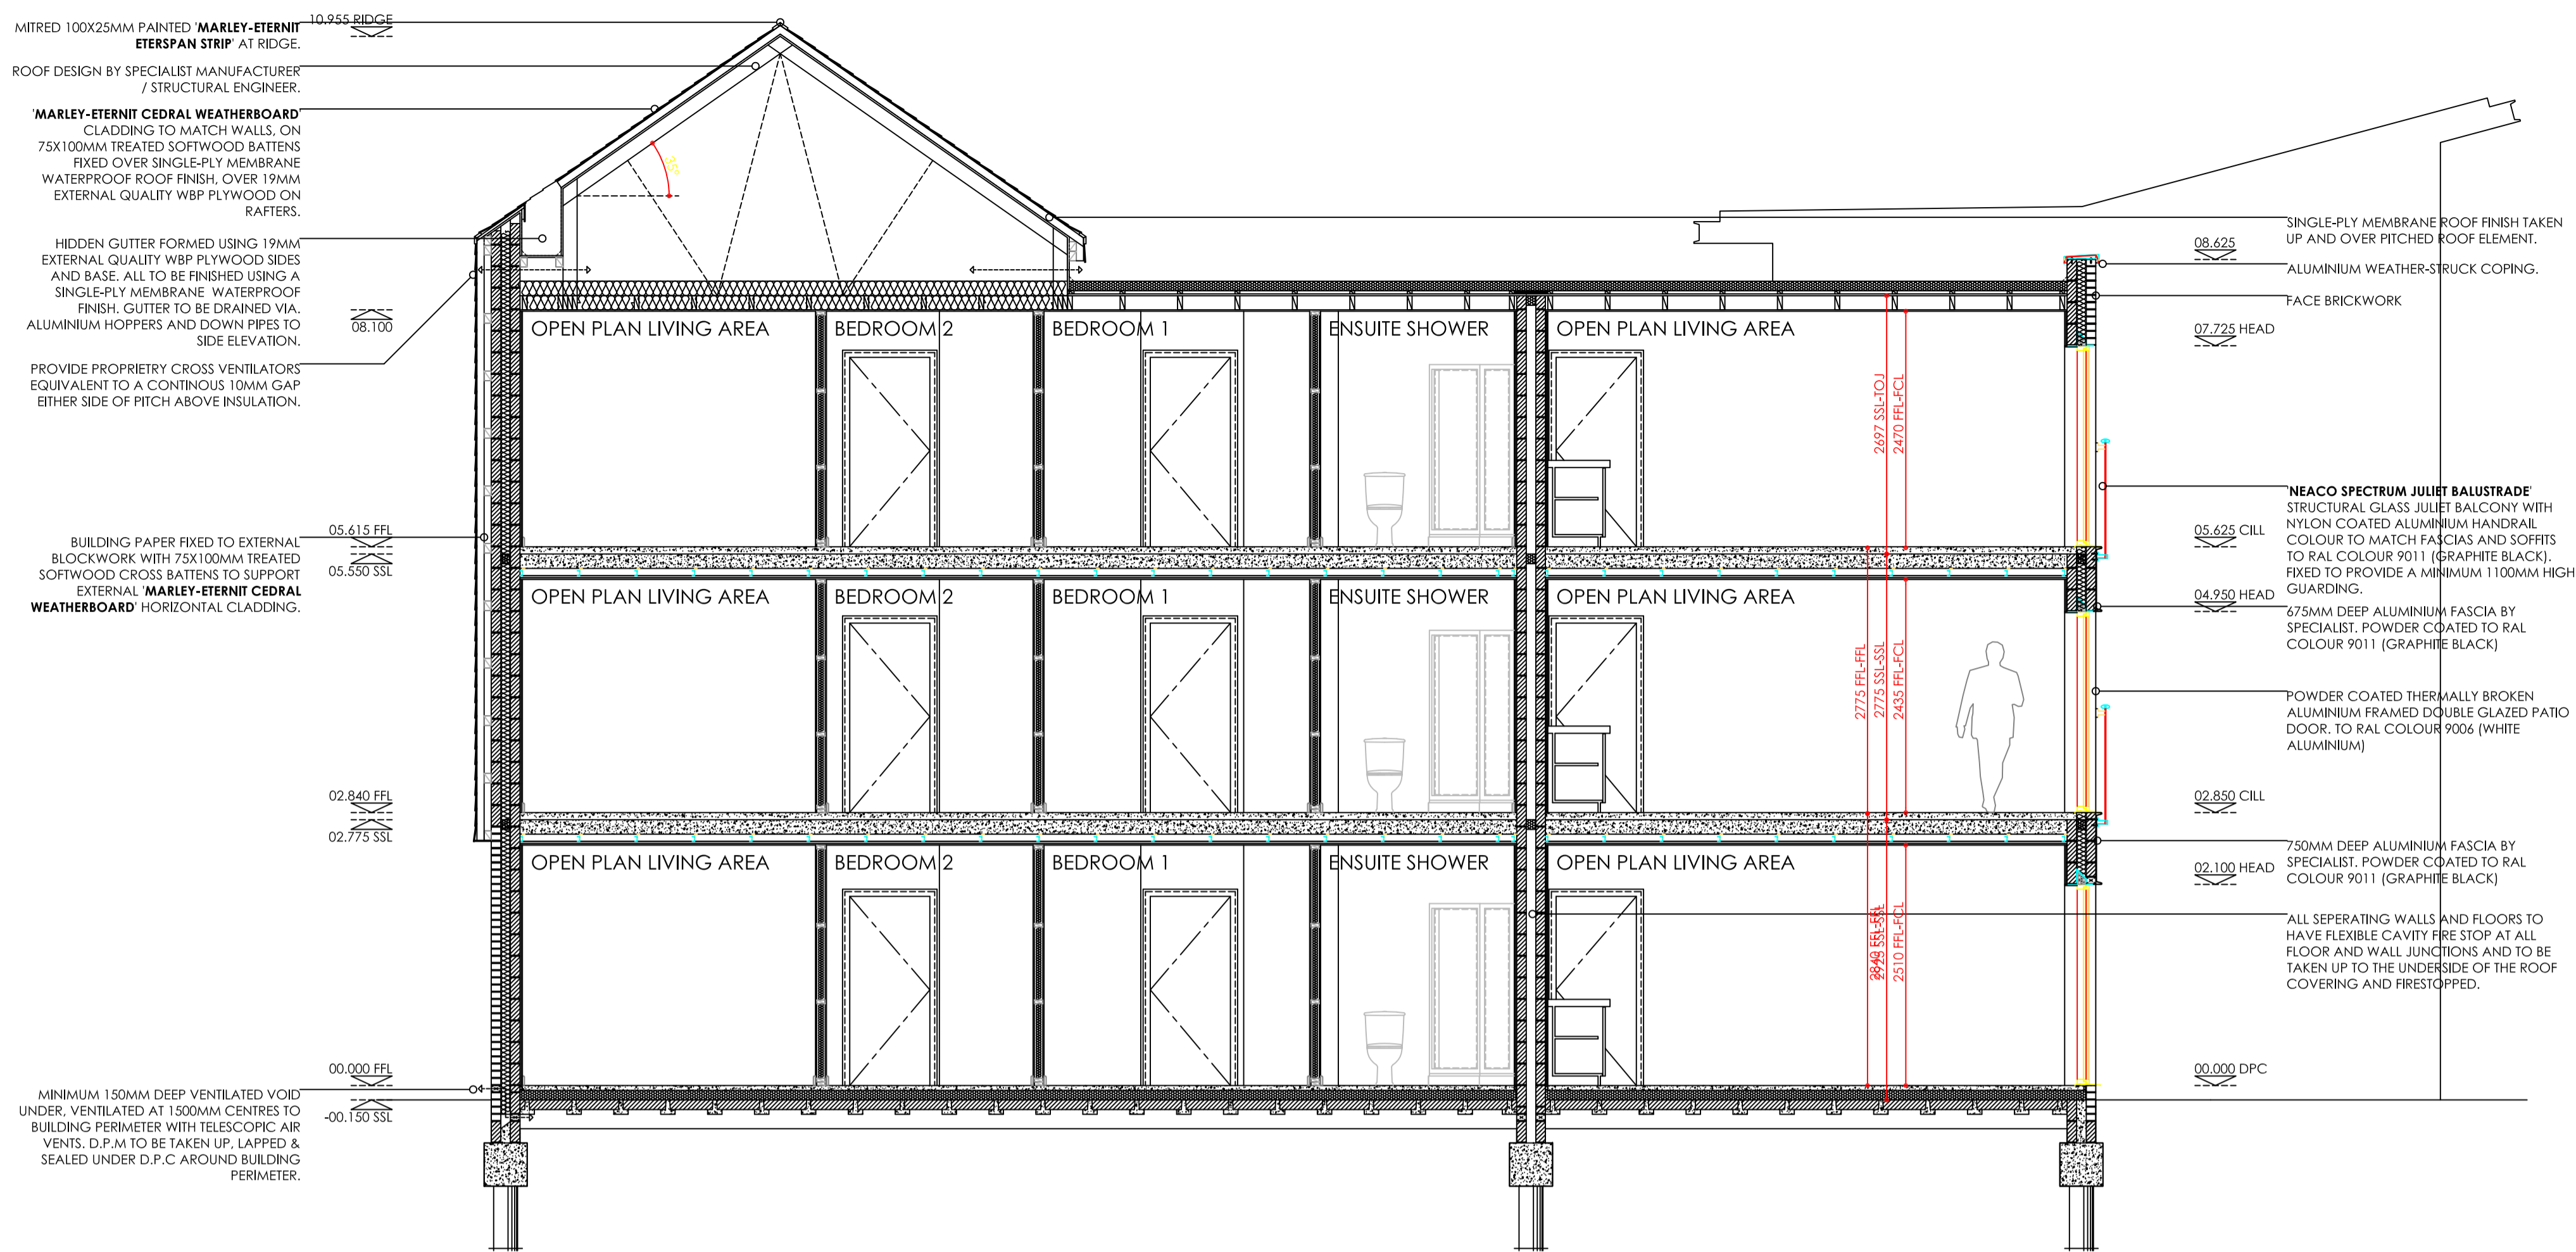 MITRED 100X25MM PAINTED 'MARLEY-ETERNIT
ETERSPAN STRIP' AT RIDGE.
10.955 RIDGE
ROOF DESIGN BY SPECIALIST MANUFACTURER
/ STRUCTURAL ENGINEER.
'MARLEY-ETERNIT CEDRAL WEATHERBOARD'
CLADDING TO MATCH WALLS, ON
75X100MM TREATED SOFTWOOD BATTENS
FIXED OVER SINGLE-PLY MEMBRANE
WATERPROOF ROOF FINISH, OVER 19MM
EXTERNAL QUALITY WBP PLYWOOD ON
RAFTERS.
HIDDEN GUTTER FORMED USING 19MM
EXTERNAL QUALITY WBP PLYWOOD SIDES
AND BASE. ALL TO BE FINISHED USING A
SINGLE-PLY MEMBRANE WATERPROOF
FINISH. GUTTER TO BE DRAINED VIA.
ALUMINIUM HOPPERS AND DOWN PIPES TO
SIDE ELEVATION.
08.100
PROVIDE PROPRIETRY CROSS VENTILATORS
EQUIVALENT TO A CONTINOUS 10MM GAP
EITHER SIDE OF PITCH ABOVE INSULATION.
05.615 FFL
05.550 SSL
BUILDING PAPER FIXED TO EXTERNAL
BLOCKWORK WITH 75X100MM TREATED
SOFTWOOD CROSS BATTENS TO SUPPORT
EXTERNAL 'MARLEY-ETERNIT CEDRAL
WEATHERBOARD' HORIZONTAL CLADDING.
02.840 FFL
02.775 SSL
00.000 FFL
-00.150 SSL
MINIMUM 150MM DEEP VENTILATED VOID
UNDER, VENTILATED AT 1500MM CENTRES TO
BUILDING PERIMETER WITH TELESCOPIC AIR
VENTS. D.P.M TO BE TAKEN UP, LAPPED &
SEALED UNDER D.P.C AROUND BUILDING
PERIMETER.
35°
OPEN PLAN LIVING AREA
BEDROOM 2
BEDROOM 1
ENSUITE SHOWER
OPEN PLAN LIVING AREA
2697 SSL-TOJ
2470 FFL-FCL
OPEN PLAN LIVING AREA
BEDROOM 2
BEDROOM 1
ENSUITE SHOWER
OPEN PLAN LIVING AREA
2775 FFL-FFL
2775 SSL-SSL
2435 FFL-FCL
OPEN PLAN LIVING AREA
BEDROOM 2
BEDROOM 1
ENSUITE SHOWER
OPEN PLAN LIVING AREA
2840 FFL-FFL
2925 SSL-SSL
2510 FFL-FCL
SINGLE-PLY MEMBRANE ROOF FINISH TAKEN
UP AND OVER PITCHED ROOF ELEMENT.
08.625
ALUMINIUM WEATHER-STRUCK COPING.
FACE BRICKWORK
07.725 HEAD
'NEACO SPECTRUM JULIET BALUSTRADE'
STRUCTURAL GLASS JULIET BALCONY WITH
NYLON COATED ALUMINIUM HANDRAIL
COLOUR TO MATCH FASCIAS AND SOFFITS
TO RAL COLOUR 9011 (GRAPHITE BLACK).
FIXED TO PROVIDE A MINIMUM 1100MM HIGH
GUARDING.
05.625 CILL
04.950 HEAD
675MM DEEP ALUMINIUM FASCIA BY
SPECIALIST. POWDER COATED TO RAL
COLOUR 9011 (GRAPHITE BLACK)
POWDER COATED THERMALLY BROKEN
ALUMINIUM FRAMED DOUBLE GLAZED PATIO
DOOR. TO RAL COLOUR 9006 (WHITE
ALUMINIUM)
02.850 CILL
750MM DEEP ALUMINIUM FASCIA BY
SPECIALIST. POWDER COATED TO RAL
COLOUR 9011 (GRAPHITE BLACK)
02.100 HEAD
ALL SEPERATING WALLS AND FLOORS TO
HAVE FLEXIBLE CAVITY FIRE STOP AT ALL
FLOOR AND WALL JUNCTIONS AND TO BE
TAKEN UP TO THE UNDERSIDE OF THE ROOF
COVERING AND FIRESTOPPED.
00.000 DPC